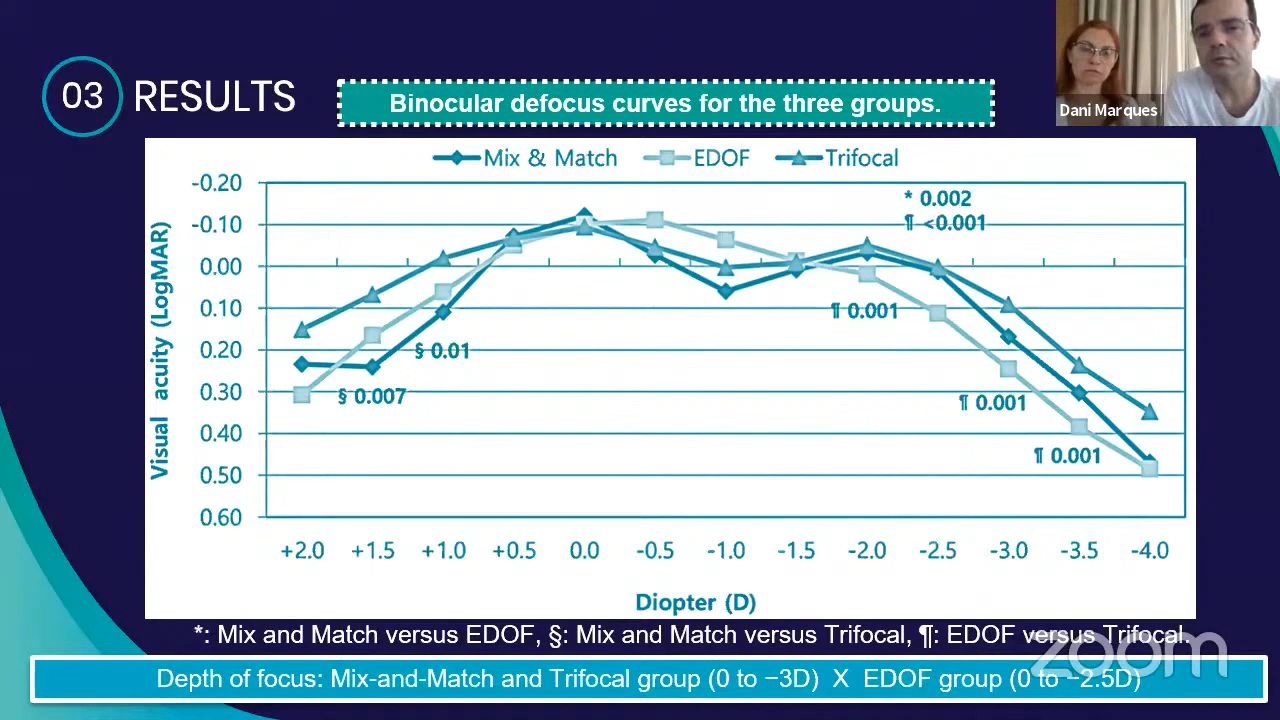 Dani Marques
03 RESULTS
Binocular defocus curves for the three groups.
Mix & Match EDOF Trifocal
Visual acuity (LogMAR)
-0.20
-0.10
0.00
0.10
0.20
0.30
0.40
0.50
0.60
* 0.002
¶ <0.001
¶ 0.001
§ 0.01
§ 0.007
¶ 0.001
¶ 0.001
+2.0 +1.5 +1.0 +0.5 0.0 -0.5 -1.0 -1.5 -2.0 -2.5 -3.0 -3.5 -4.0
Diopter (D)
*: Mix and Match versus EDOF, §: Mix and Match versus Trifocal, ¶: EDOF versus Trifocal.
Depth of focus: Mix-and-Match and Trifocal group (0 to −3D) X EDOF group (0 to -2.5D)
zoom